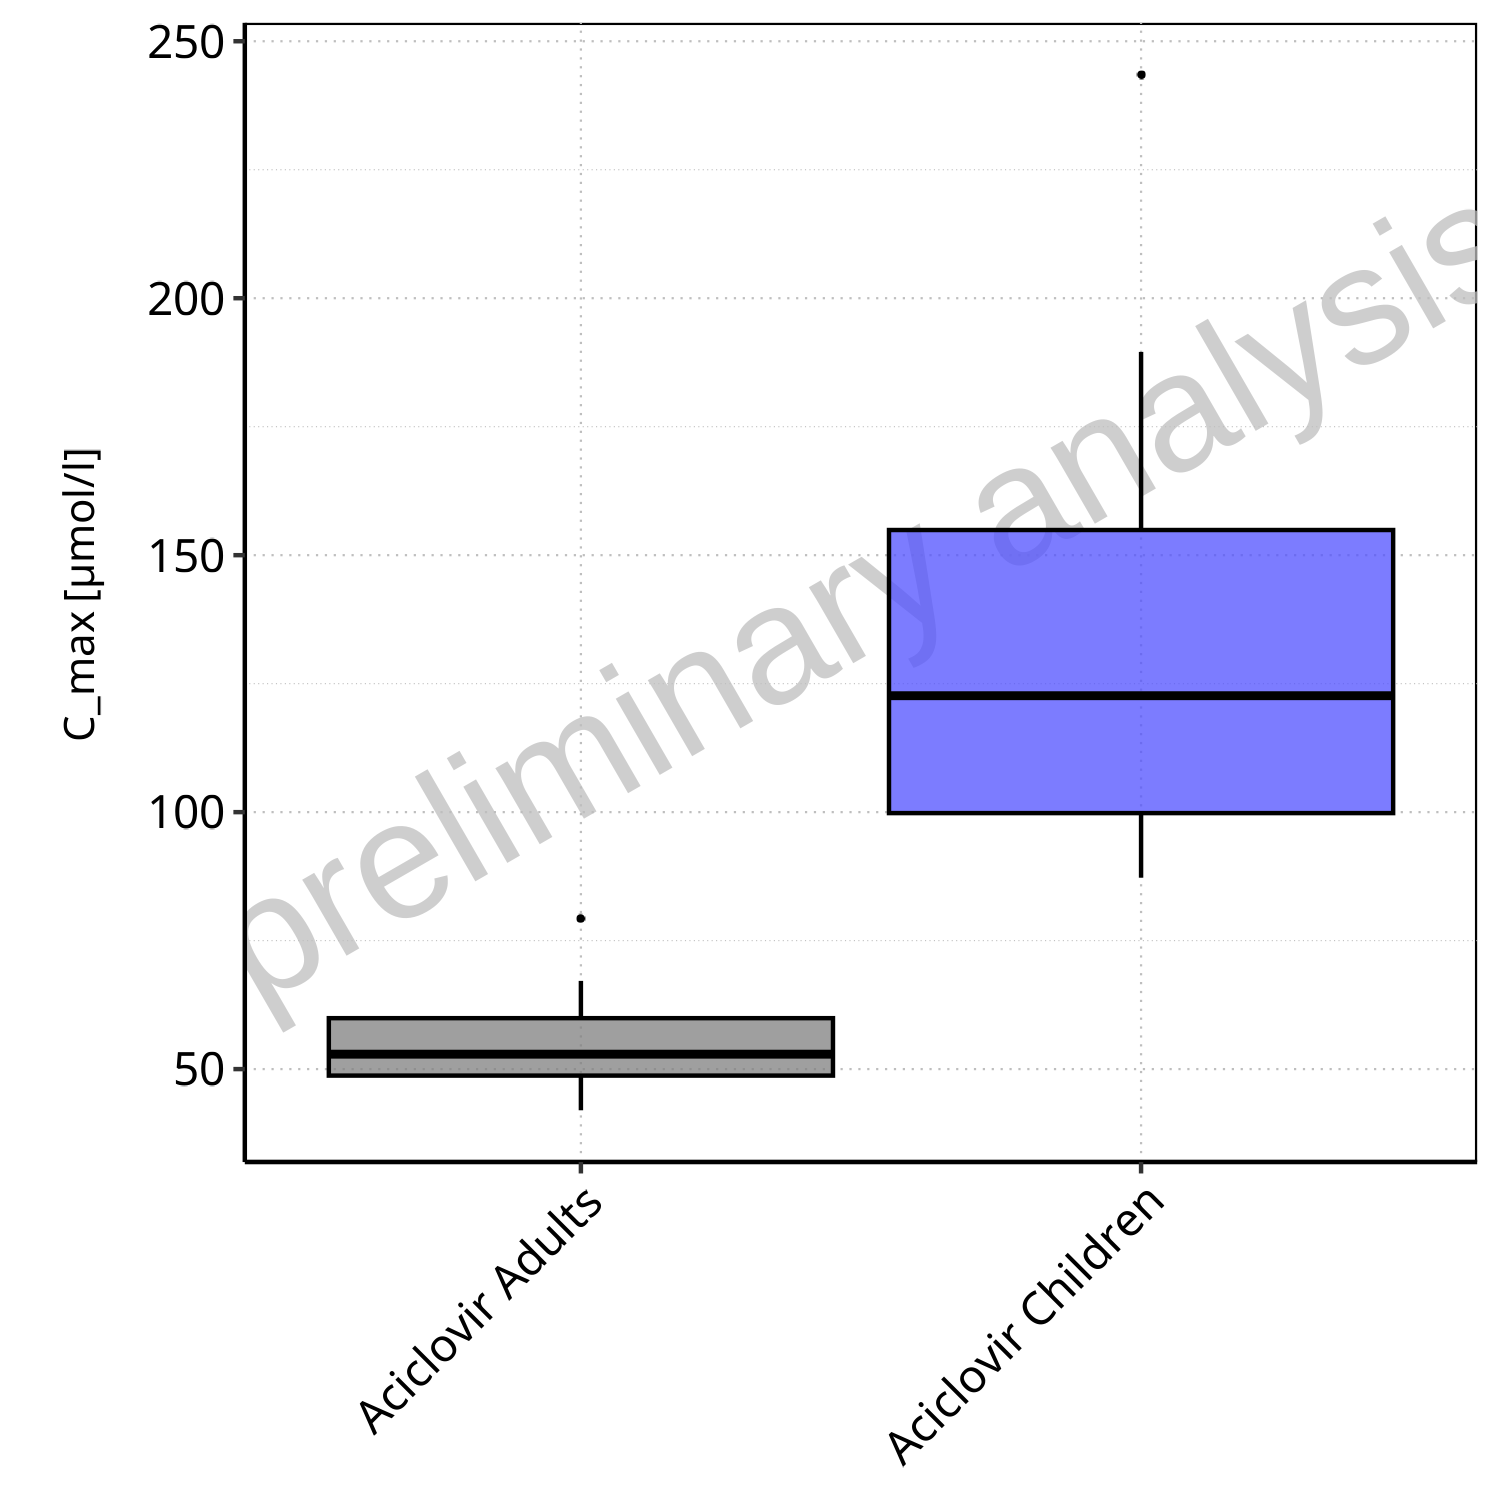 250
200
150
100
50
C_max [µmol/l]
preliminary analysis
Aciclovir Adults
Aciclovir Children